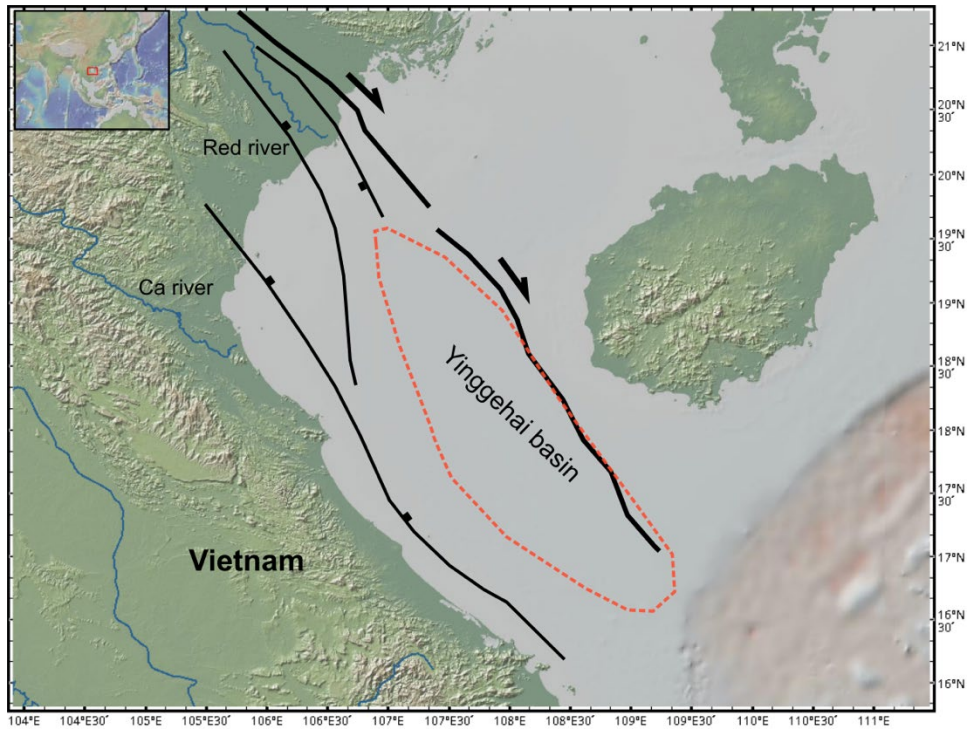 Red river
Ca river
Yinggehai basin
Vietnam
21°N
20°N
30´
20°N
19°N
30´
19°N
18°N
30´
18°N
17°N
30´
17°N
16°N
30´
16°N
104°E
104°E30´
105°E
105°E30´
106°E
106°E30´
107°E
107°E30´
108°E
108°E30´
109°E
109°E30´
110°E
110°E30´
111°E